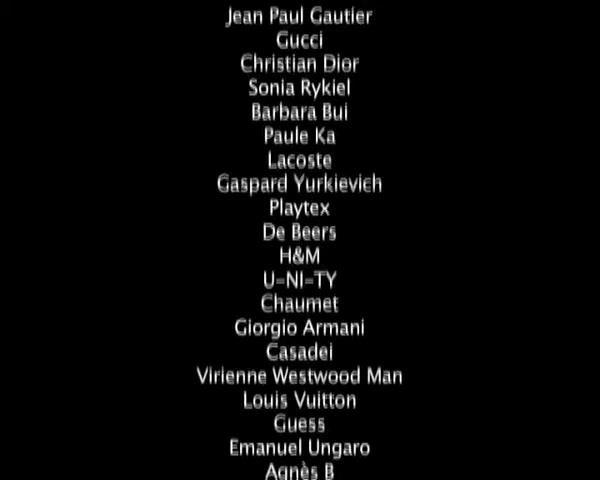 Jean Paul Gautier
Gucci
Christian Dior
Sonia Rykiel
Barbara Bui
Paule Ka
Lacoste
Gaspard Yurkievich
Playtex
De Beers
H&M
U=NI=TY
Chaumet
Giorgio Armani
Casadei
Virienne Westwood Man
Louis Vuitton
Guess
Emanuel Ungaro
Agnès B